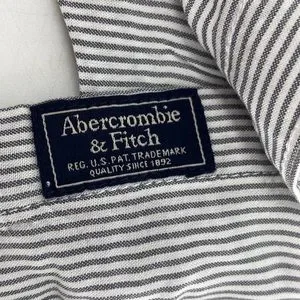 Abercrombie
& Fitch
REG. U.S. PAT. TRADEMARK
QUALITY SINCE 1892